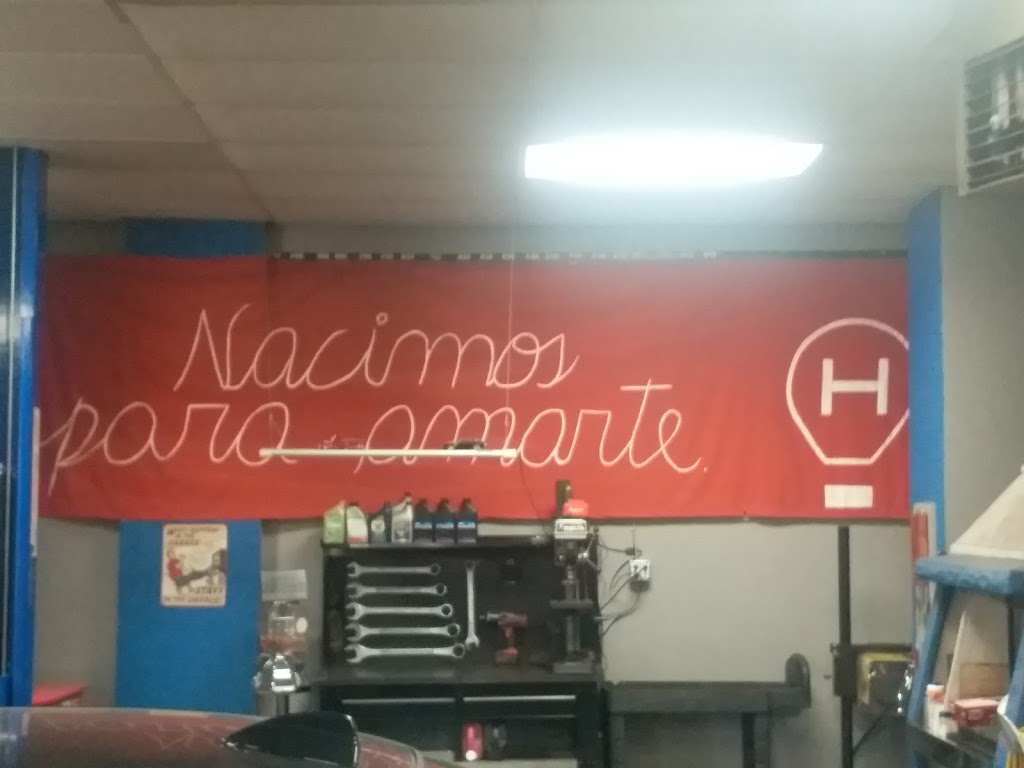 Nacimos
para amarte.
H